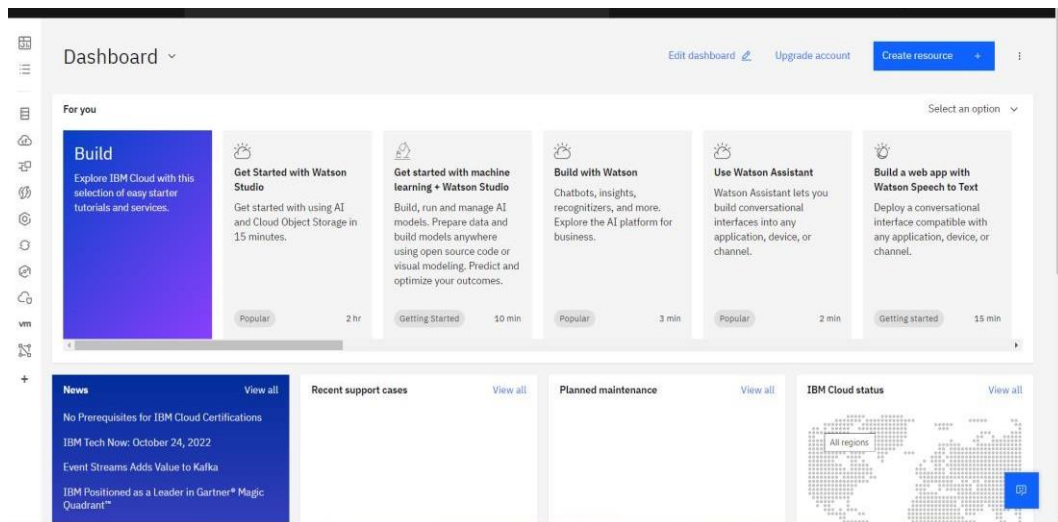 Dashboard
Edit dashboard
Upgrade account
Create resource +
For you
Select an option
Build
Explore IBM Cloud with this
selection of easy starter
tutorials and services.
Get Started with Watson
Studio
Get started with using AI
and Cloud Object Storage in
15 minutes.
Popular 2 hr
Get started with machine
learning + Watson Studio
Build, run and manage AI
models. Prepare data and
build models anywhere
using open source code or
visual modeling. Predict and
optimize your outcomes.
Getting Started 10 min
Build with Watson
Chatbots, insights,
recognitizers, and more.
Explore the AI platform for
business.
Popular 3 min
Use Watson Assistant
Watson Assistant lets you
build conversational
interfaces into any
application, device, or
channel.
Popular 2 min
Build a web app with
Watson Speech to Text
Deploy a conversational
interface compatible with
any application, device, or
channel.
Getting started 15 min
vm
News View all
No Prerequisites for IBM Cloud Certifications
IBM Tech Now: October 24, 2022
Event Streams Adds Value to Kafka
IBM Positioned as a Leader in Gartner® Magic
Quadrant™
Recent support cases View all
Planned maintenance View all
IBM Cloud status View all
All regions